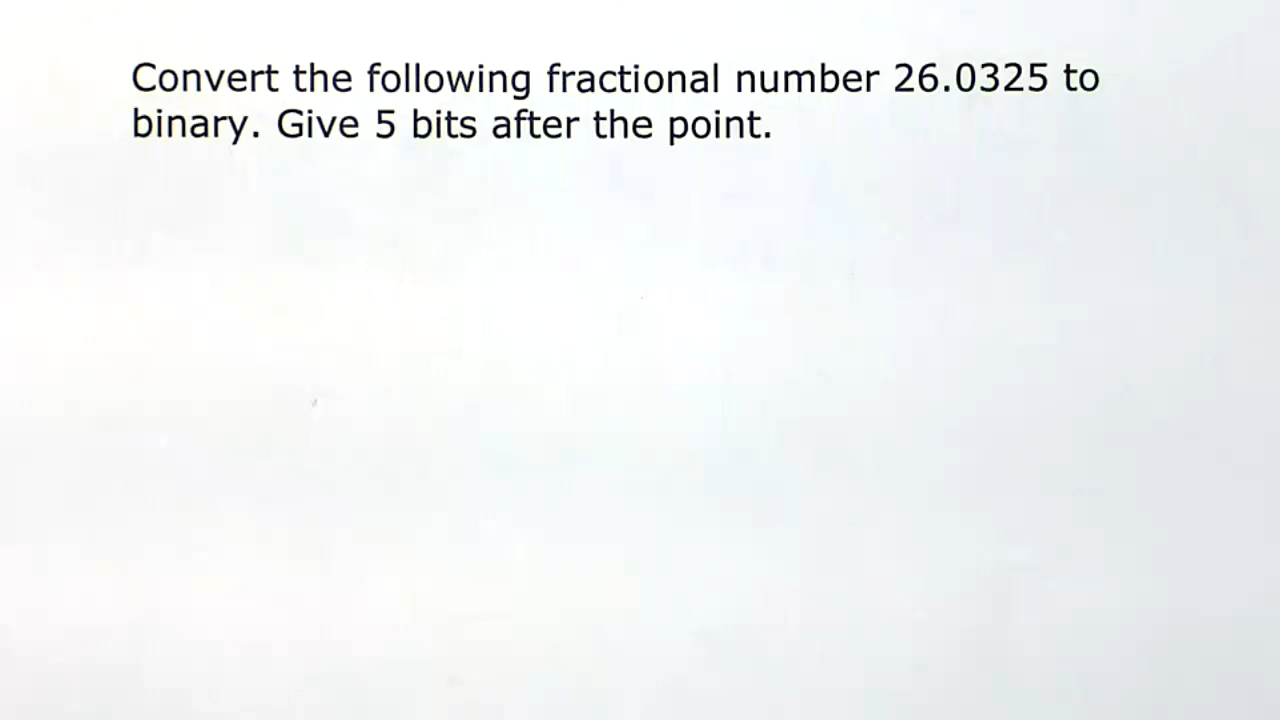 Convert the following fractional number 26.0325 to
binary. Give 5 bits after the point.